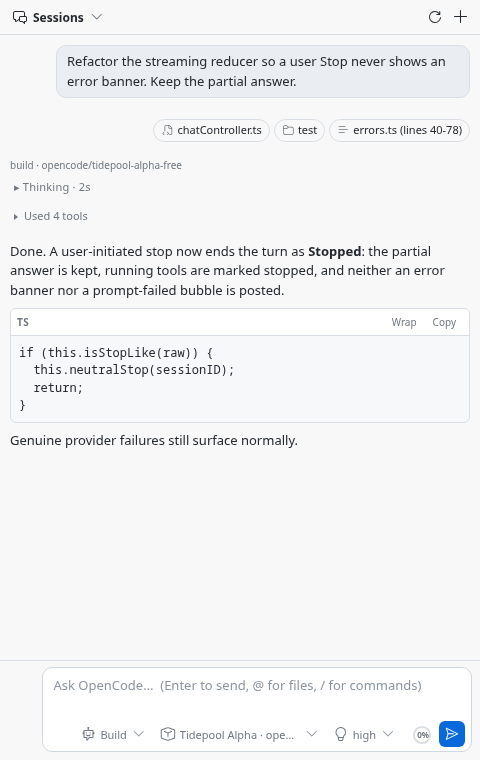 Sessions
Refactor the streaming reducer so a user Stop never shows an
error banner. Keep the partial answer.
chatController.ts
test
errors.ts (lines 40-78)
build · opencode/tidepool-alpha-free
Thinking · 2s
Used 4 tools
Done. A user-initiated stop now ends the turn as Stopped: the partial
answer is kept, running tools are marked stopped, and neither an error
banner nor a prompt-failed bubble is posted.
TS
Wrap
Copy
if (this.isStopLike(raw)) {
  this.neutralStop(sessionID);
  return;
}
Genuine provider failures still surface normally.
Ask OpenCode... (Enter to send, @ for files, / for commands)
Build
Tidepool Alpha · ope...
high
0%